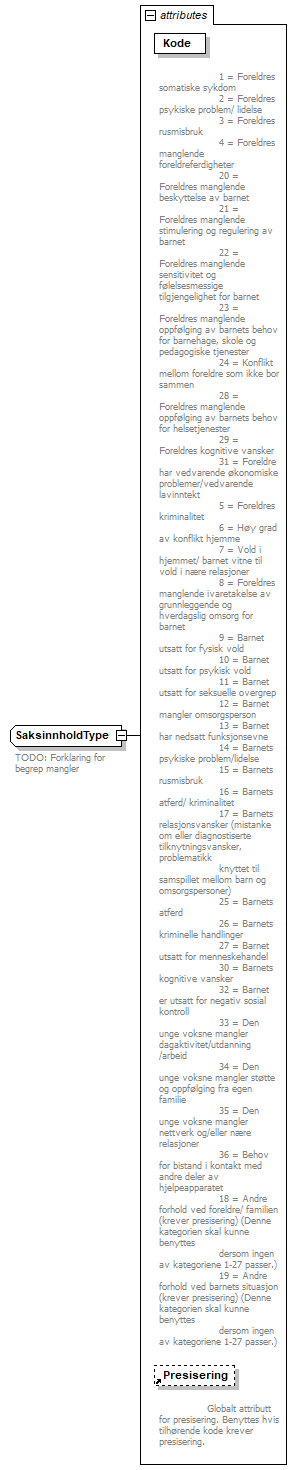 attributes
Kode
1 = Foreldres
somatiske sykdom
2 = Foreldres
psykiske problem/ lidelse
3 = Foreldres
rusmisbruk
4 = Foreldres
manglende
foreldreferdigheter
20 =
Foreldres manglende
beskyttelse av barnet
21 =
Foreldres manglende
stimulering og regulering av
barnet
22 =
Foreldres manglende
sensitivitet og
følelsesmessige
tilgjengelighet for barnet
23 =
Foreldres manglende
oppfølging av barnets behov
for barnehage, skole og
pedagogiske tjenester
24 = Konflikt
mellom foreldre som ikke bor
sammen
28 =
Foreldres manglende
oppfølging av barnets behov
for helsetjenester
29 =
Foreldres kognitive vansker
31 = Foreldre
har vedvarende økonomiske
problemer/vedvarende
lavinntekt
5 = Foreldres
kriminalitet
6 = Høy grad
av konflikt hjemme
7 = Vold i
hjemmet/ barnet vitne til
vold i nære relasjoner
8 = Foreldres
manglende ivaretakelse av
grunnleggende og
hverdagslig omsorg for
barnet
9 = Barnet
utsatt for fysisk vold
10 = Barnet
utsatt for psykisk vold
11 = Barnet
utsatt for seksuelle overgrep
12 = Barnet
mangler omsorgsperson
13 = Barnet
har nedsatt funksjonsevne
14 = Barnets
psykiske problem/lidelse
15 = Barnets
rusmisbruk
16 = Barnets
atferd/ kriminalitet
17 = Barnets
relasjonsvansker (mistanke
om eller diagnostiserte
tilknytningsvansker,
problematikk
knyttet til
samspillet mellom barn og
omsorgspersoner)
25 = Barnets
atferd
26 = Barnets
kriminelle handlinger
27 = Barnet
utsatt for menneskehandel
30 = Barnets
kognitive vansker
32 = Barnet
er utsatt for negativ sosial
kontroll
33 = Den
unge voksne mangler
dagaktivitet/utdanning
/arbeid
34 = Den
unge voksne mangler støtte
og oppfølging fra egen
familie
35 = Den
unge voksne mangler
nettverk og/eller nære
relasjoner
36 = Behov
for bistand i kontakt med
andre deler av
hjelpeapparatet
18 = Andre
forhold ved foreldre/ familien
(krever presisering) (Denne
kategorien skal kunne
benyttes
dersom ingen
av kategoriene 1-27 passer.)
19 = Andre
forhold ved barnets situasjon
(krever presisering) (Denne
kategorien skal kunne
benyttes
dersom ingen
av kategoriene 1-27 passer.)
Presisering
Globalt attributt
for presisering. Benyttes hvis
tilhørende kode krever
presisering.
SaksinnholdType
TODO: Forklaring for
begrep mangler